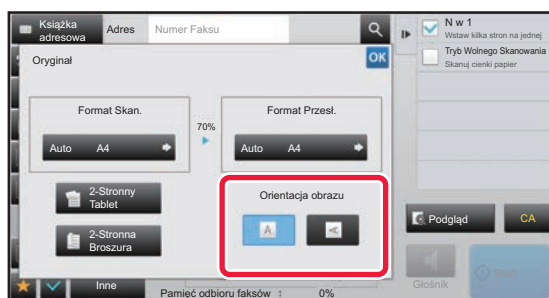 Książka
adresowa
Adres
Numer Faksu
N w 1
Wstaw kilka stron na jednej
Tryb Wolnego Skanowania
Skanuj cienki papier
Oryginał
OK
Format Skan.
Format Przesł.
70%
Auto A4
Auto A4
2-Stronny
Tablet
2-Stronna
Broszura
Orientacja obrazu
A
A
Podgląd
CA
Głośnik
Start
Inne
Pamięć odbioru faksów : 0%